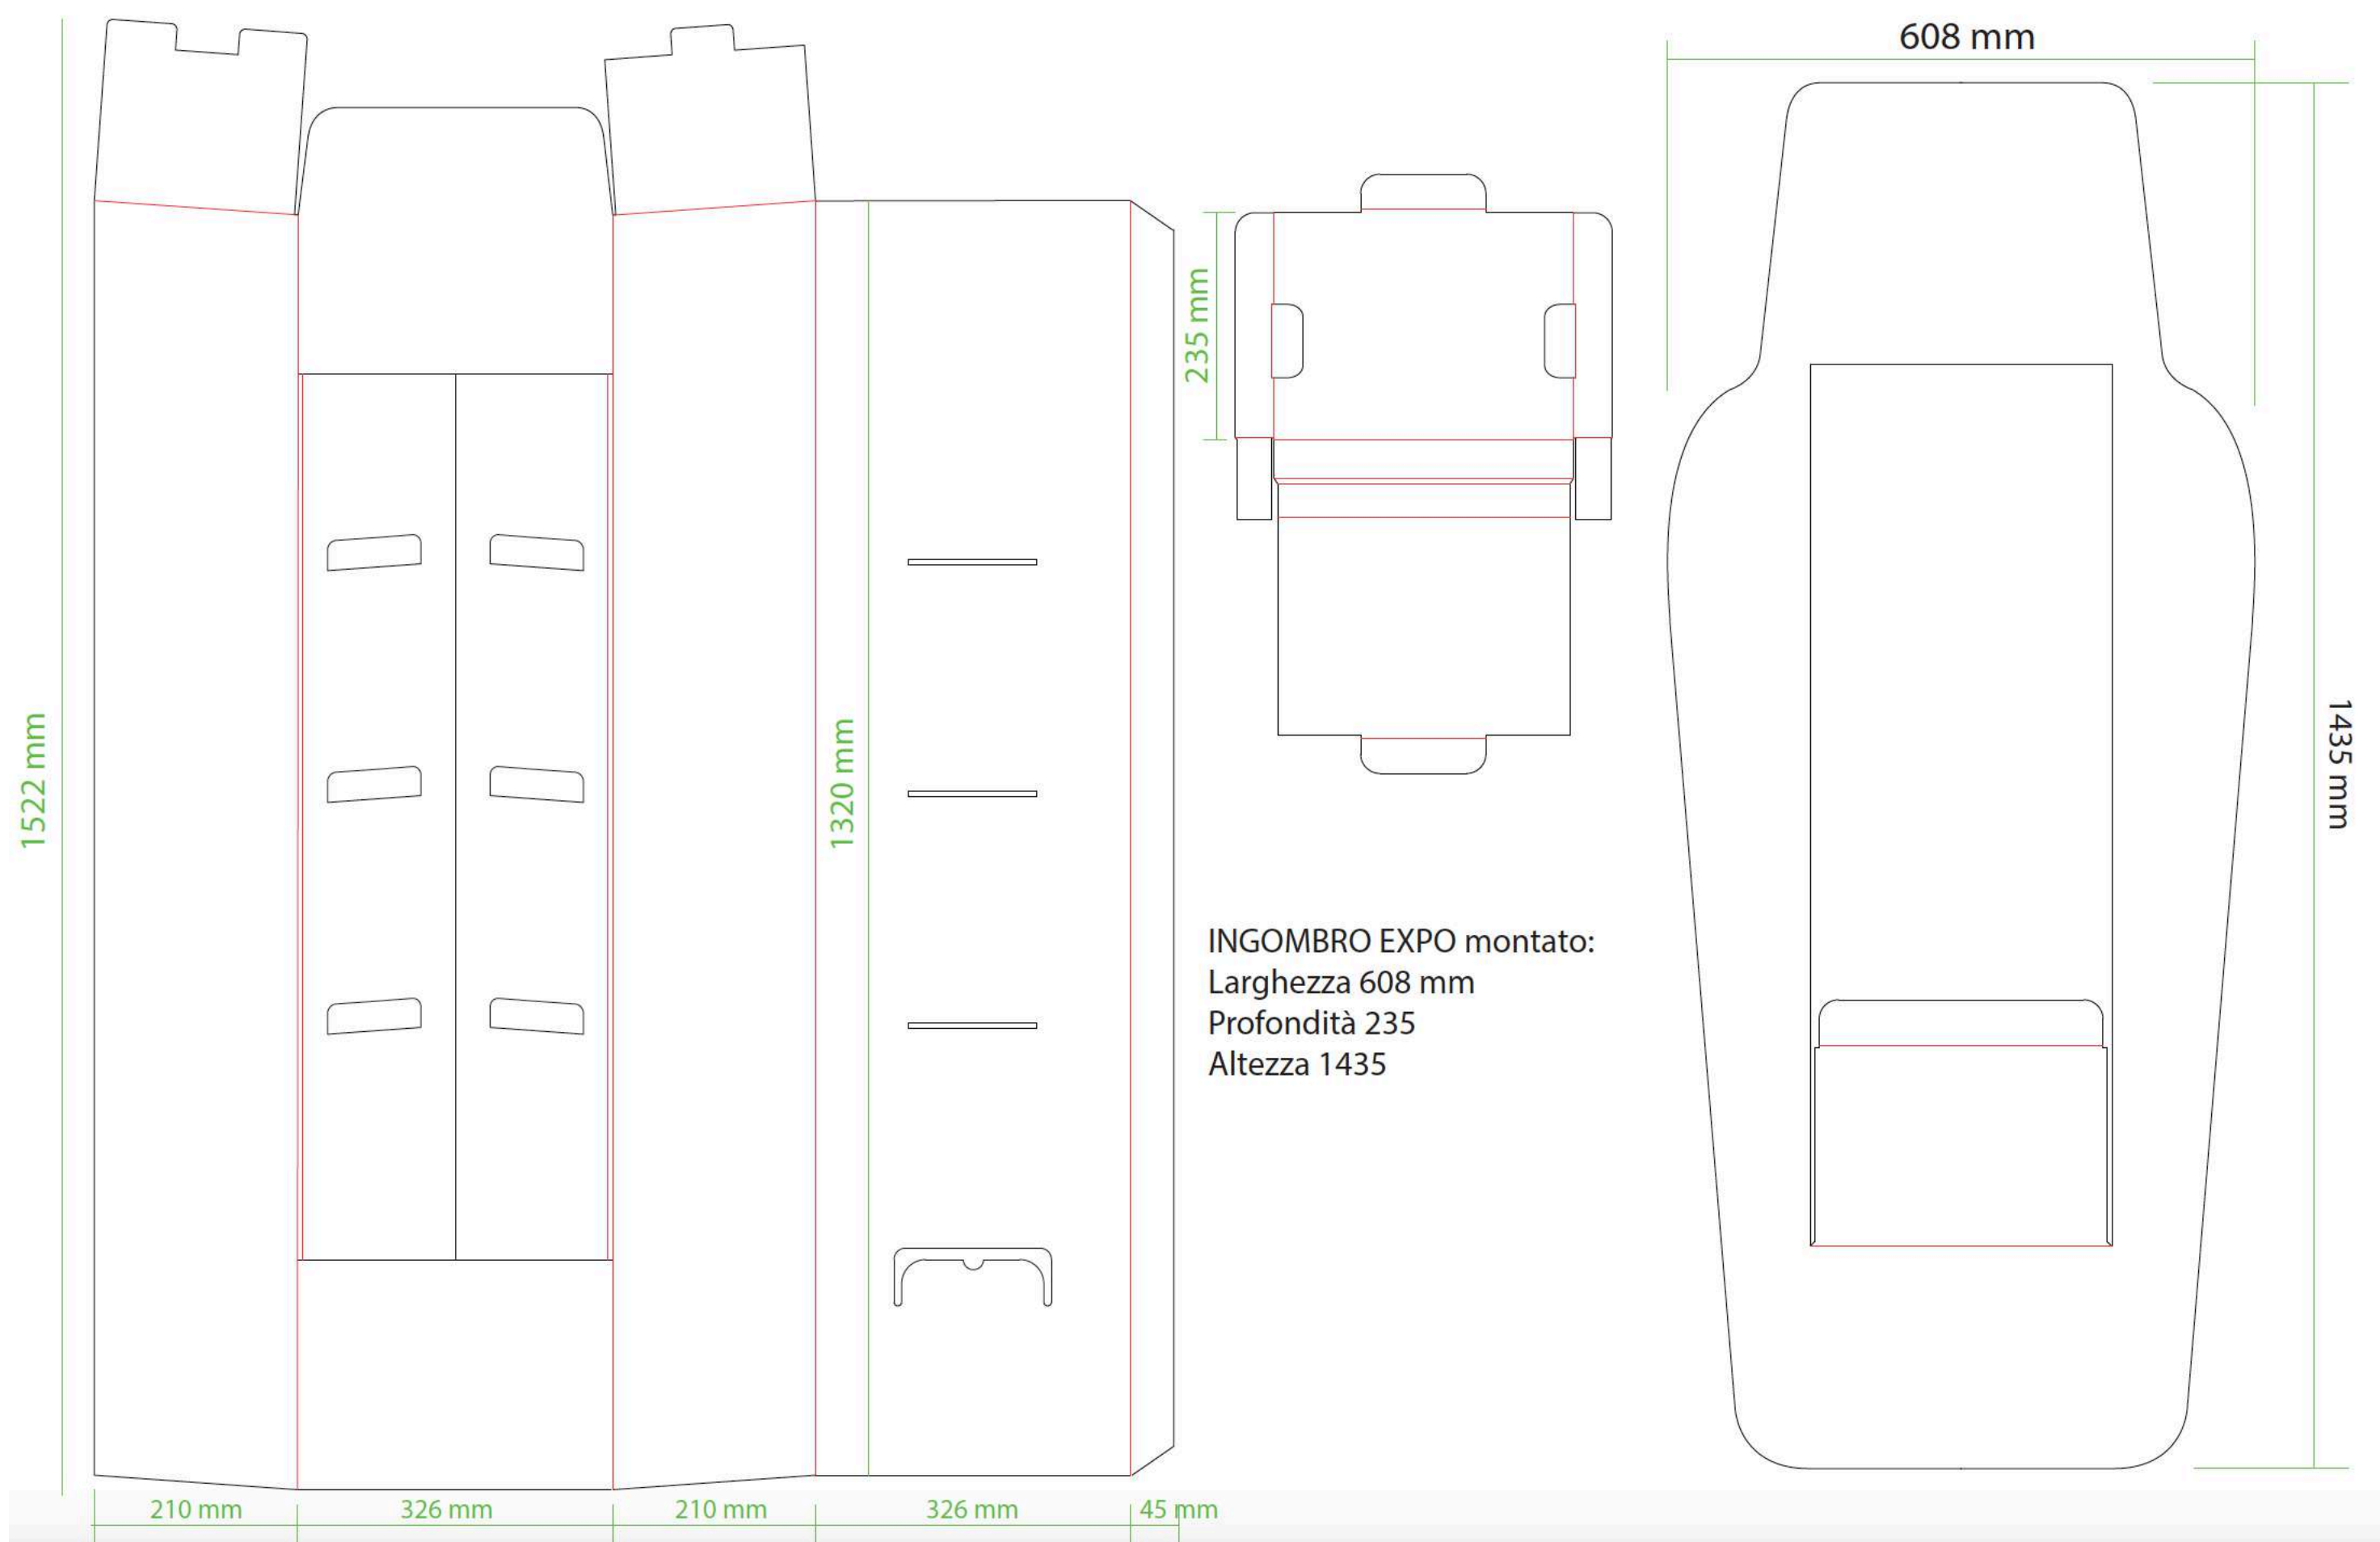 608 mm
235 mm
1522 mm
1320 mm
1435 mm
INGOMBRO EXPO montato:
Larghezza 608 mm
Profondità 235
Altezza 1435
210 mm
326 mm
210 mm
326 mm
45 mm